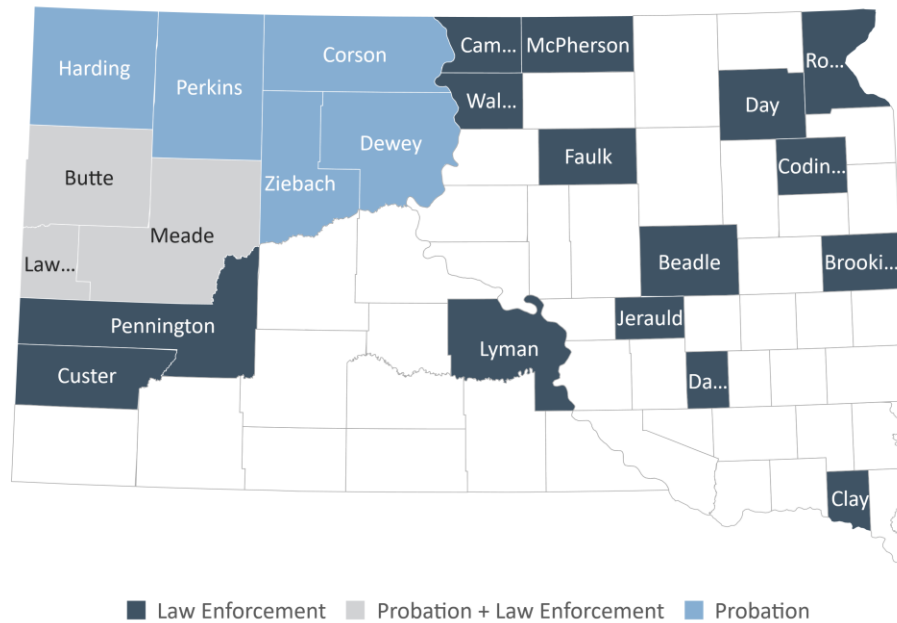 Harding
Perkins
Corson
Cam...
McPherson
Ro...
Wal...
Day
Dewey
Faulk
Codin...
Butte
Ziebach
Meade
Law...
Beadle
Brooki...
Pennington
Jerauld
Lyman
Custer
Da...
Clay
Law Enforcement
Probation + Law Enforcement
Probation